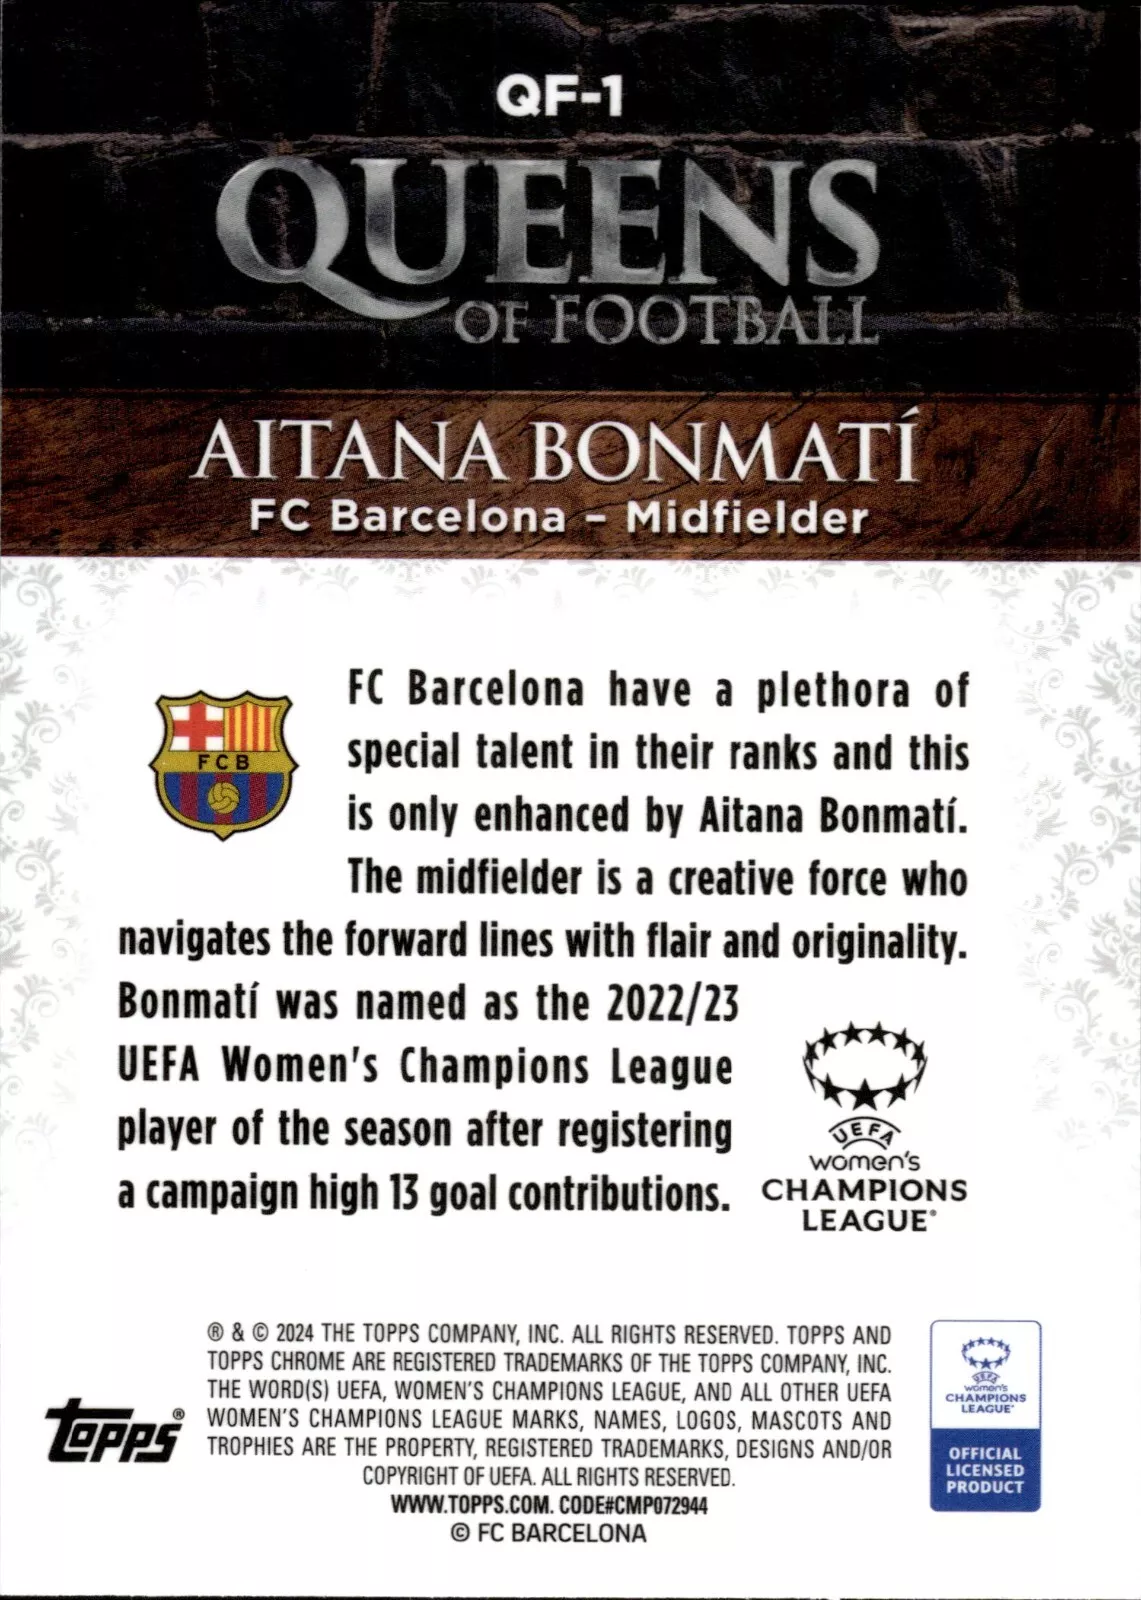 QF-1
QUEENS
OF FOOTBALL
AITANA BONMATÍ
FC Barcelona – Midfielder
FCB
FC Barcelona have a plethora of
special talent in their ranks and this
is only enhanced by Aitana Bonmatí.
The midfielder is a creative force who
navigates the forward lines with flair and originality.
Bonmatí was named as the 2022/23
UEFA Women's Champions League
player of the season after registering
a campaign high 13 goal contributions.
UEFA
women's
CHAMPIONS
LEAGUE®
® & © 2024 THE TOPPS COMPANY, INC. ALL RIGHTS RESERVED. TOPPS AND
TOPPS CHROME ARE REGISTERED TRADEMARKS OF THE TOPPS COMPANY, INC.
THE WORD(S) UEFA, WOMEN'S CHAMPIONS LEAGUE, AND ALL OTHER UEFA
WOMEN'S CHAMPIONS LEAGUE MARKS, NAMES, LOGOS, MASCOTS AND
TROPHIES ARE THE PROPERTY, REGISTERED TRADEMARKS, DESIGNS AND/OR
COPYRIGHT OF UEFA. ALL RIGHTS RESERVED.
WWW.TOPPS.COM. CODE#CMP072944
© FC BARCELONA
topps®
UEFA
women's
CHAMPIONS
LEAGUE®
OFFICIAL
LICENSED
PRODUCT